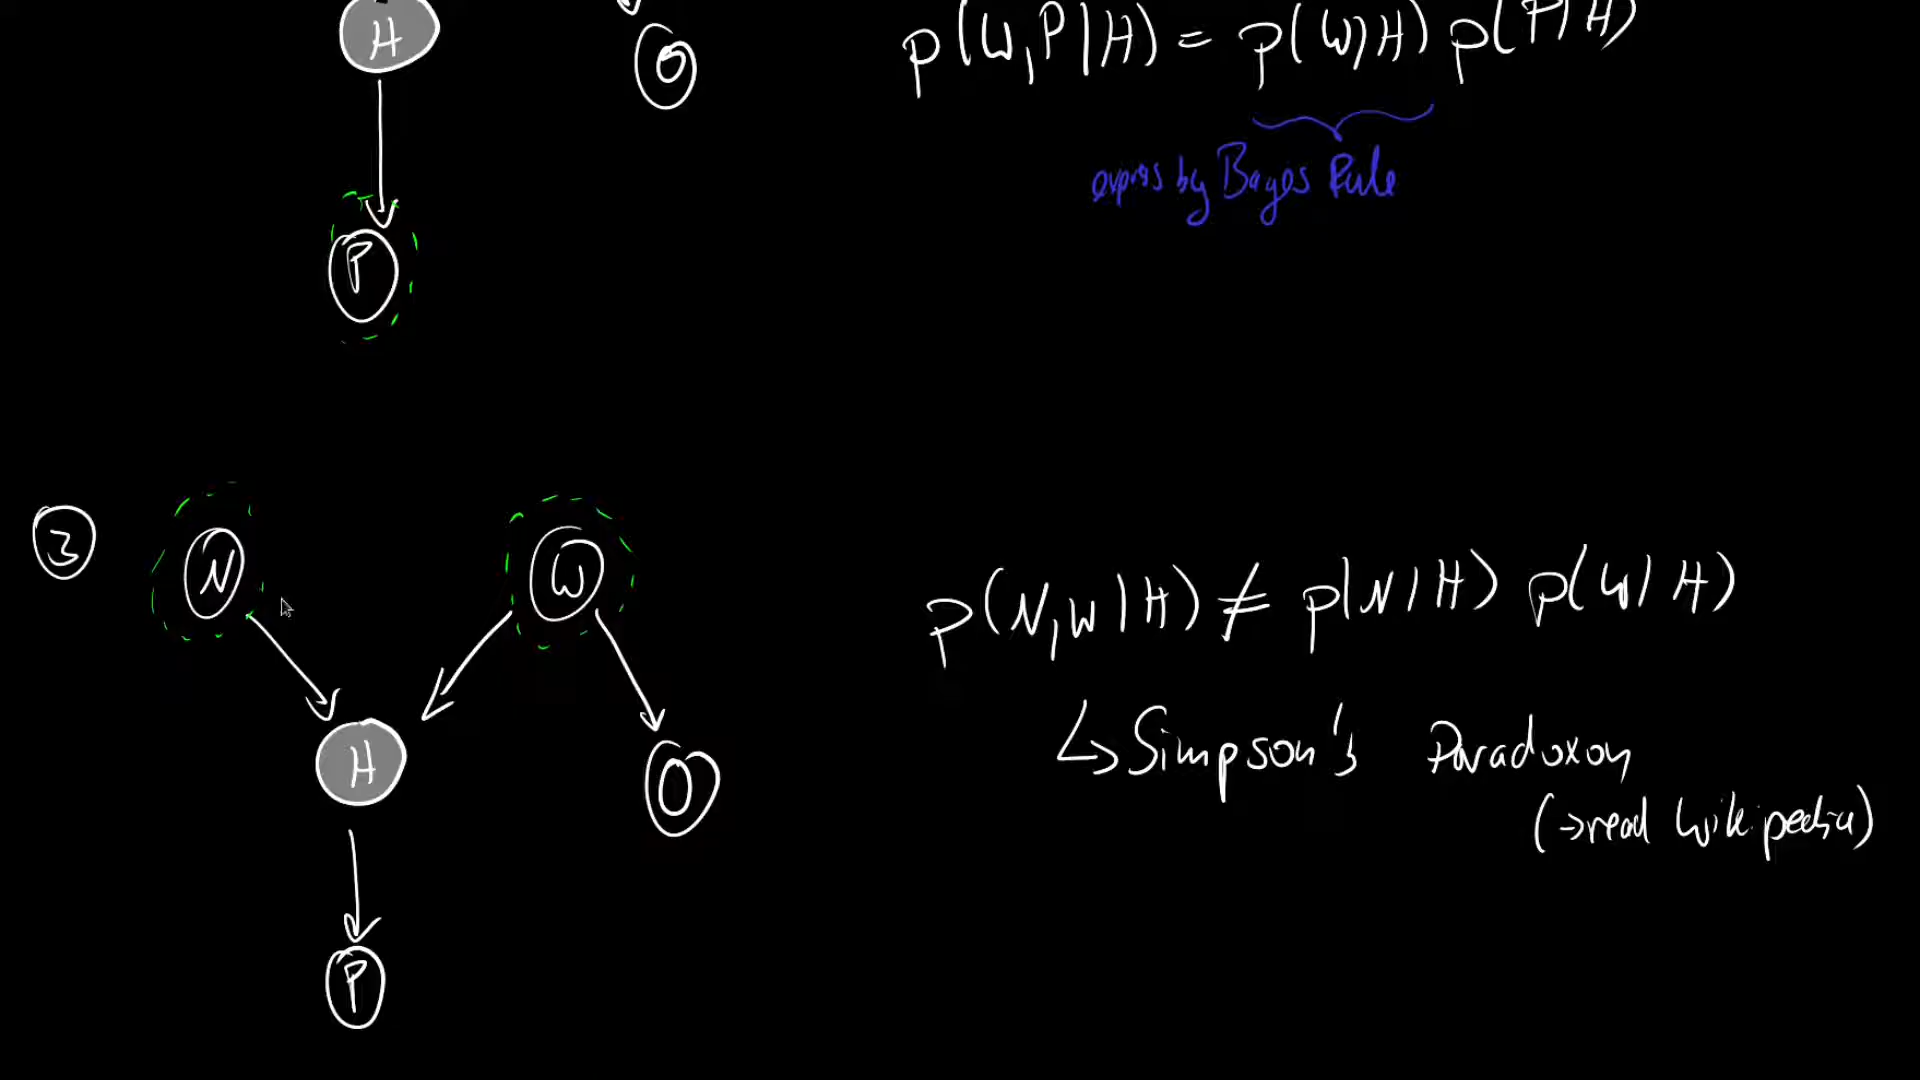 H
O
p(W,P|H) = p(W|H) p(P|H)
express by Bayes Rule
P
3
N
W
p(N,W|H) ≠ p(N|H) p(W|H)
H
O
↳ Simpson's Paradoxon
(→read Wikipedia)
P